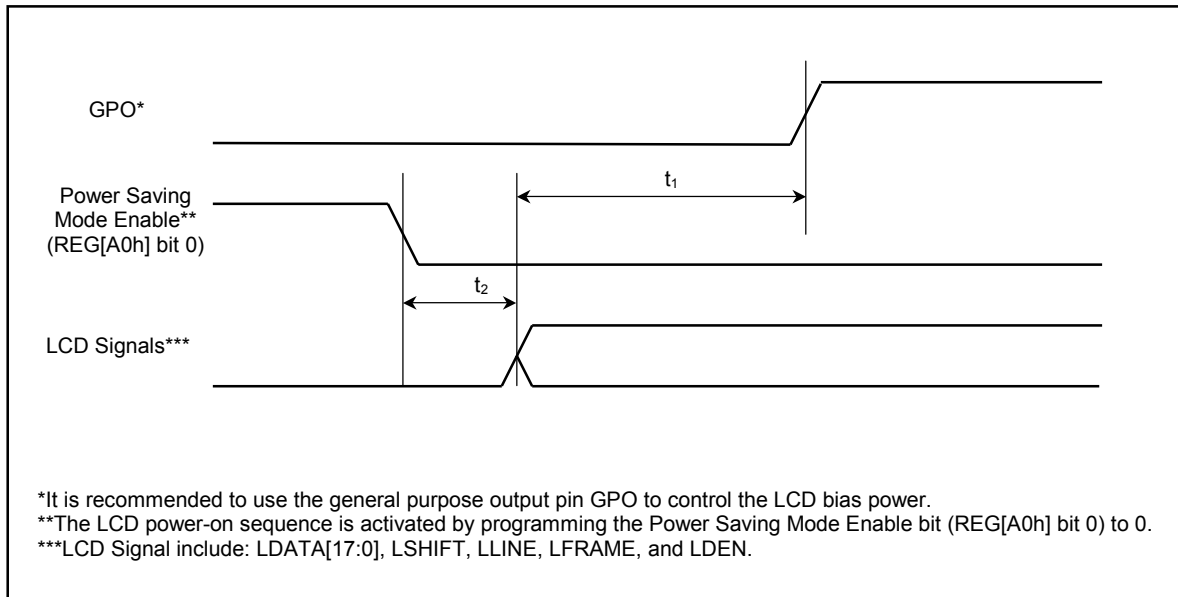 GPO*
t₁
Power Saving
Mode Enable**
(REG[A0h] bit 0)
t₂
LCD Signals***
*It is recommended to use the general purpose output pin GPO to control the LCD bias power.
**The LCD power-on sequence is activated by programming the Power Saving Mode Enable bit (REG[A0h] bit 0) to 0.
***LCD Signal include: LDATA[17:0], LSHIFT, LLINE, LFRAME, and LDEN.